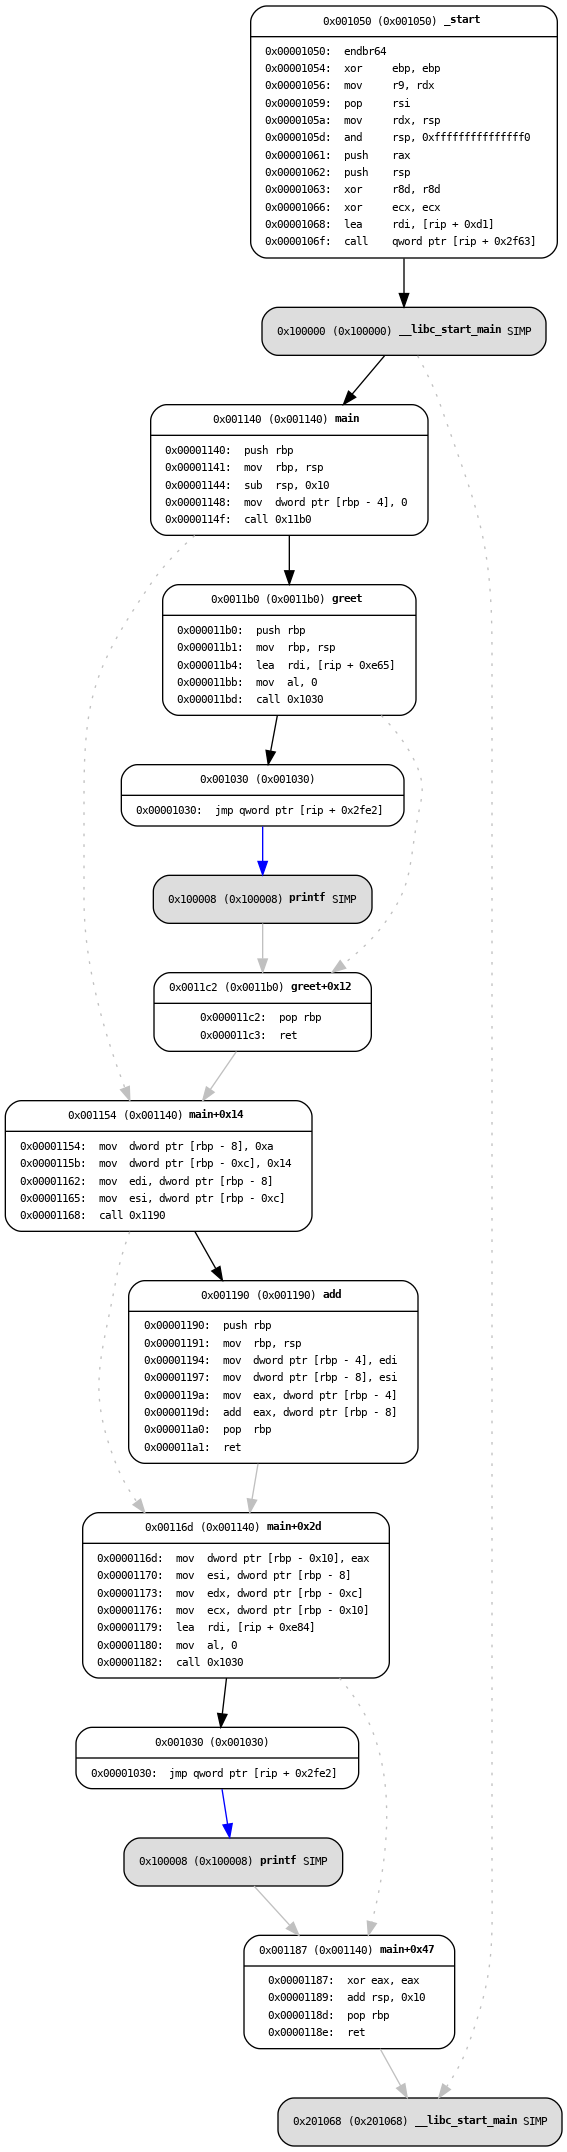 0x001050 (0x001050) _start
0x00001050: endbr64
0x00001054: xor ebp, ebp
0x00001056: mov r9, rdx
0x00001059: pop rsi
0x0000105a: mov rdx, rsp
0x0000105d: and rsp, 0xfffffffffffffff0
0x00001061: push rax
0x00001062: push rsp
0x00001063: xor r8d, r8d
0x00001066: xor ecx, ecx
0x00001068: lea rdi, [rip + 0xd1]
0x0000106f: call qword ptr [rip + 0x2f63]
0x100000 (0x100000) __libc_start_main SIMP
0x001140 (0x001140) main
0x00001140: push rbp
0x00001141: mov rbp, rsp
0x00001144: sub rsp, 0x10
0x00001148: mov dword ptr [rbp - 4], 0
0x0000114f: call 0x11b0
0x0011b0 (0x0011b0) greet
0x000011b0: push rbp
0x000011b1: mov rbp, rsp
0x000011b4: lea rdi, [rip + 0xe65]
0x000011bb: mov al, 0
0x000011bd: call 0x1030
0x001030 (0x001030)
0x00001030: jmp qword ptr [rip + 0x2fe2]
0x100008 (0x100008) printf SIMP
0x0011c2 (0x0011b0) greet+0x12
0x000011c2: pop rbp
0x000011c3: ret
0x001154 (0x001140) main+0x14
0x00001154: mov dword ptr [rbp - 8], 0xa
0x0000115b: mov dword ptr [rbp - 0xc], 0x14
0x00001162: mov edi, dword ptr [rbp - 8]
0x00001165: mov esi, dword ptr [rbp - 0xc]
0x00001168: call 0x1190
0x001190 (0x001190) add
0x00001190: push rbp
0x00001191: mov rbp, rsp
0x00001194: mov dword ptr [rbp - 4], edi
0x00001197: mov dword ptr [rbp - 8], esi
0x0000119a: mov eax, dword ptr [rbp - 4]
0x0000119d: add eax, dword ptr [rbp - 8]
0x000011a0: pop rbp
0x000011a1: ret
0x00116d (0x001140) main+0x2d
0x0000116d: mov dword ptr [rbp - 0x10], eax
0x00001170: mov esi, dword ptr [rbp - 8]
0x00001173: mov edx, dword ptr [rbp - 0xc]
0x00001176: mov ecx, dword ptr [rbp - 0x10]
0x00001179: lea rdi, [rip + 0xe84]
0x00001180: mov al, 0
0x00001182: call 0x1030
0x001030 (0x001030)
0x00001030: jmp qword ptr [rip + 0x2fe2]
0x100008 (0x100008) printf SIMP
0x001187 (0x001140) main+0x47
0x00001187: xor eax, eax
0x00001189: add rsp, 0x10
0x0000118d: pop rbp
0x0000118e: ret
0x201068 (0x201068) __libc_start_main SIMP